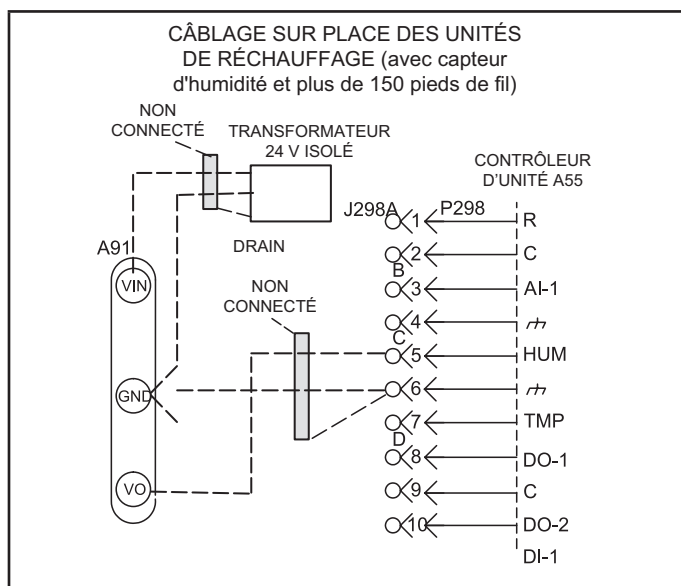 CÂBLAGE SUR PLACE DES UNITÉS
DE RÉCHAUFFAGE (avec capteur
d'humidité et plus de 150 pieds de fil)
NON
CONNECTÉ
TRANSFORMATEUR
24 V ISOLÉ
CONTRÔLEUR
D'UNITÉ A55
J298A
P298
1
R
A91
DRAIN
2
C
B
VIN
3
AI-1
NON
CONNECTÉ
4
C
5
HUM
GND
6
7
TMP
D
8
DO-1
VO
9
C
10
DO-2
DI-1